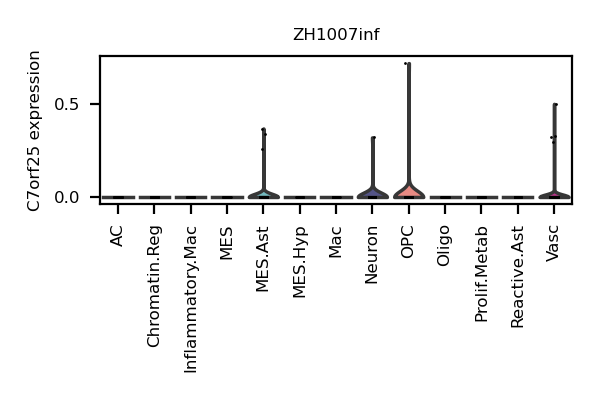 ZH1007inf
C7orf25 expression
0.5
0.0
AC
Chromatin.Reg
Inflammatory.Mac
MES
MES.Ast
MES.Hyp
Mac
Neuron
OPC
Oligo
Prolif.Metab
Reactive.Ast
Vasc